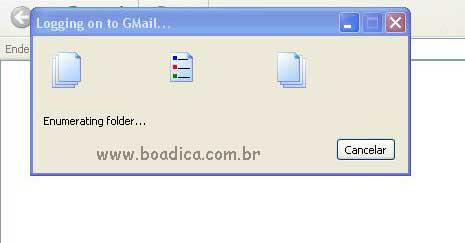 Logging on to GMail...
Ende
Enumerating folder...
www.boadica.com.br
Cancelar